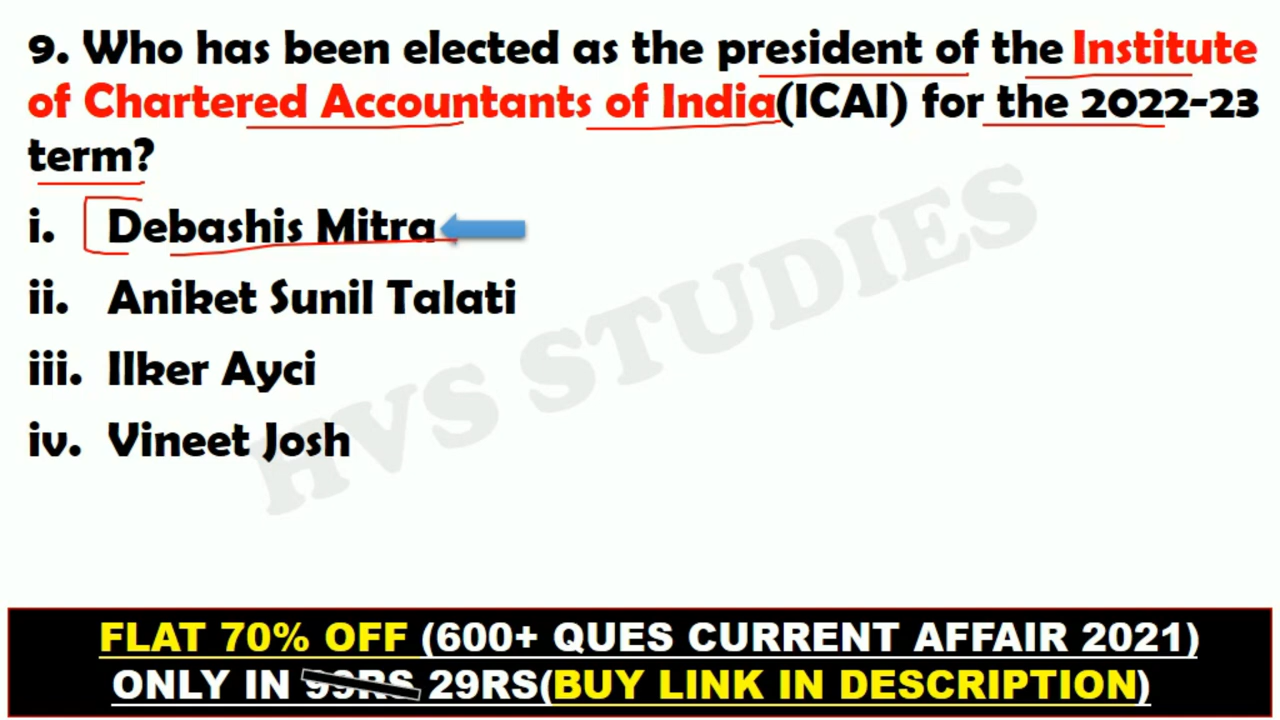 9. Who has been elected as the president of the Institute
of Chartered Accountants of India(ICAI) for the 2022-23
term?
i. Debashis Mitra
ii. Aniket Sunil Talati
iii. Ilker Ayci
iv. Vineet Josh
HVS STUDIES
FLAT 70% OFF (600+ QUES CURRENT AFFAIR 2021)
ONLY IN 99RS 29RS(BUY LINK IN DESCRIPTION)